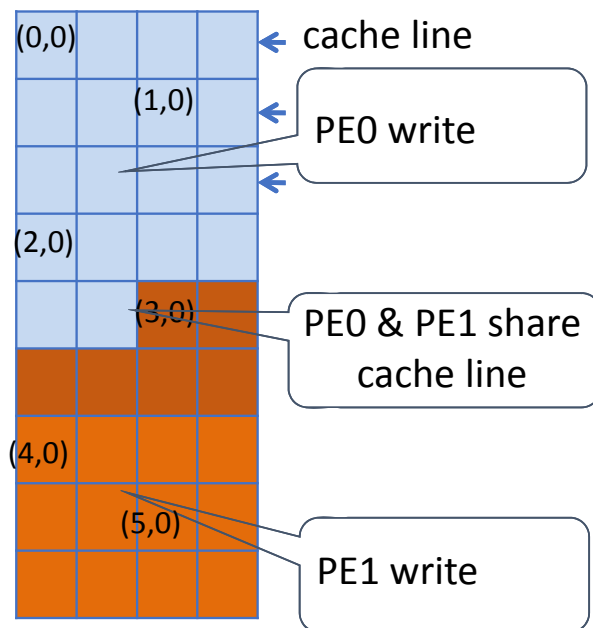 (0,0)
cache line
(1,0)
PE0 write
(2,0)
(3,0)
PE0 & PE1 share
cache line
(4,0)
(5,0)
PE1 write